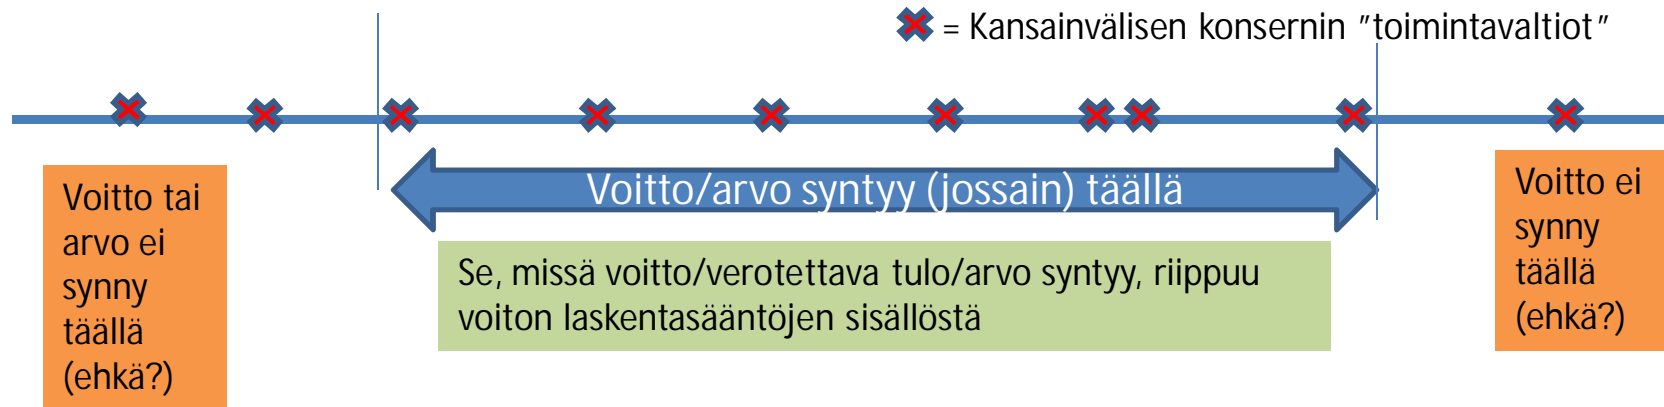 = Kansainvälisen konsernin ”toimintavaltiot”
Voitto/arvo syntyy (jossain) täällä
Voitto tai
arvo ei
synny
täällä
(ehkä?)
Se, missä voitto/verotettava tulo/arvo syntyy, riippuu
voiton laskentasääntöjen sisällöstä
Voitto ei
synny
täällä
(ehkä?)